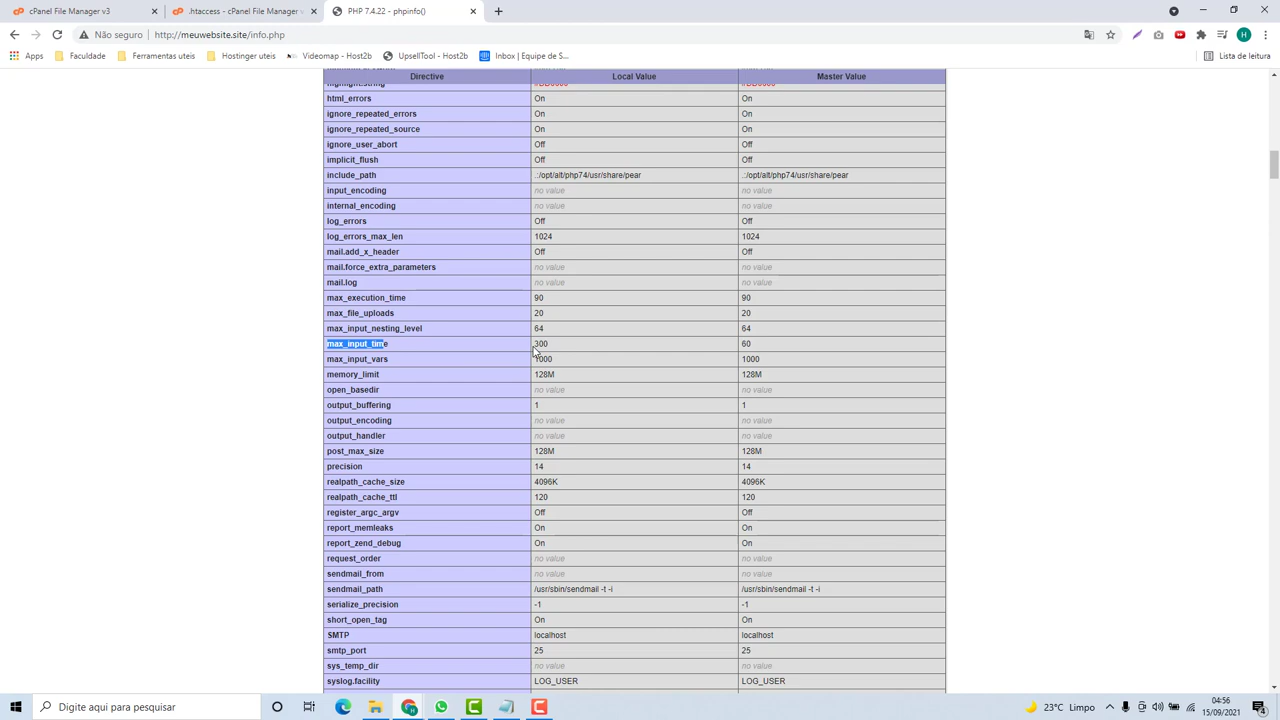 cPanel File Manager v3
.htaccess - cPanel File Manager v
PHP 7.4.22 - phpinfo()
Não seguro
http://meuwebsite.site/info.php
Apps
Faculdade
Ferramentas uteis
Hostinger uteis
Videomap - Host2b
UpsellTool - Host2b
Inbox | Equipe de S...
Lista de leitura
Directive Local Value Master Value
html_errors On On
ignore_repeated_errors On On
ignore_repeated_source On On
ignore_user_abort Off Off
implicit_flush Off Off
include_path .:/opt/alt/php74/usr/share/pear .:/opt/alt/php74/usr/share/pear
input_encoding no value no value
internal_encoding no value no value
log_errors Off Off
log_errors_max_len 1024 1024
mail.add_x_header Off Off
mail.force_extra_parameters no value no value
mail.log no value no value
max_execution_time 90 90
max_file_uploads 20 20
max_input_nesting_level 64 64
max_input_time 300 60
max_input_vars 1000 1000
memory_limit 128M 128M
open_basedir no value no value
output_buffering 1 1
output_encoding no value no value
output_handler no value no value
post_max_size 128M 128M
precision 14 14
realpath_cache_size 4096K 4096K
realpath_cache_ttl 120 120
register_argc_argv Off Off
report_memleaks On On
report_zend_debug On On
request_order no value no value
sendmail_from no value no value
sendmail_path /usr/sbin/sendmail -t -i /usr/sbin/sendmail -t -i
serialize_precision -1 -1
short_open_tag On On
SMTP localhost localhost
smtp_port 25 25
sys_temp_dir no value no value
syslog.facility LOG_USER LOG_USER
Digite aqui para pesquisar
23°C Limpo
04:56
15/09/2021
4